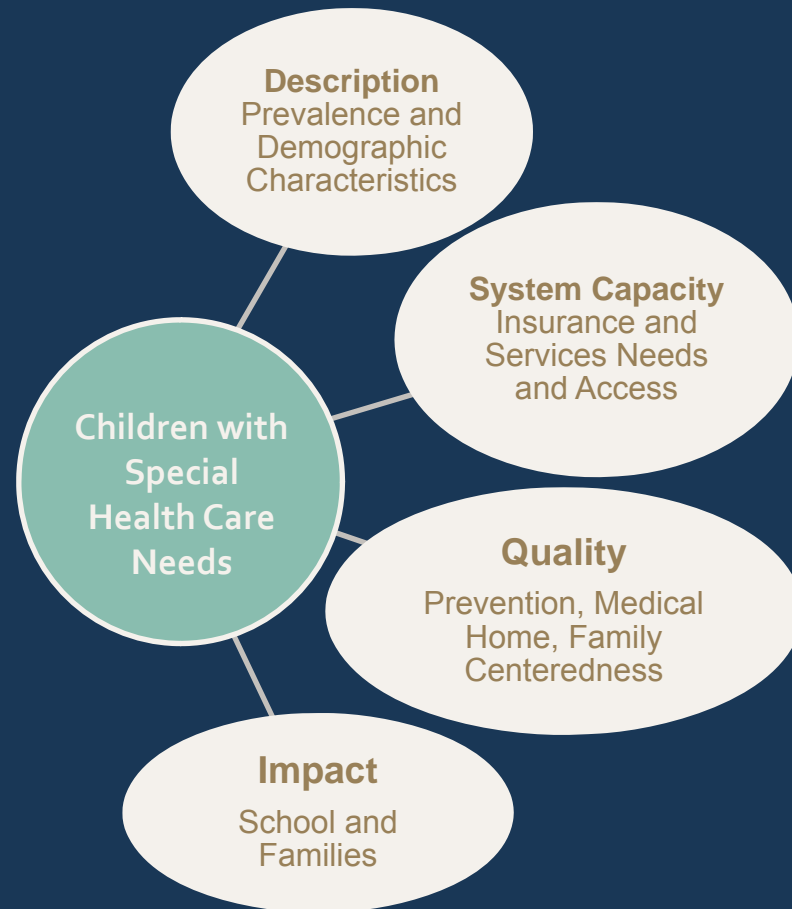 Description
Prevalence and
Demographic
Characteristics
System Capacity
Insurance and
Services Needs
and Access
Children with
Special
Health Care
Needs
Quality
Prevention, Medical
Home, Family
Centeredness
Impact
School and
Families